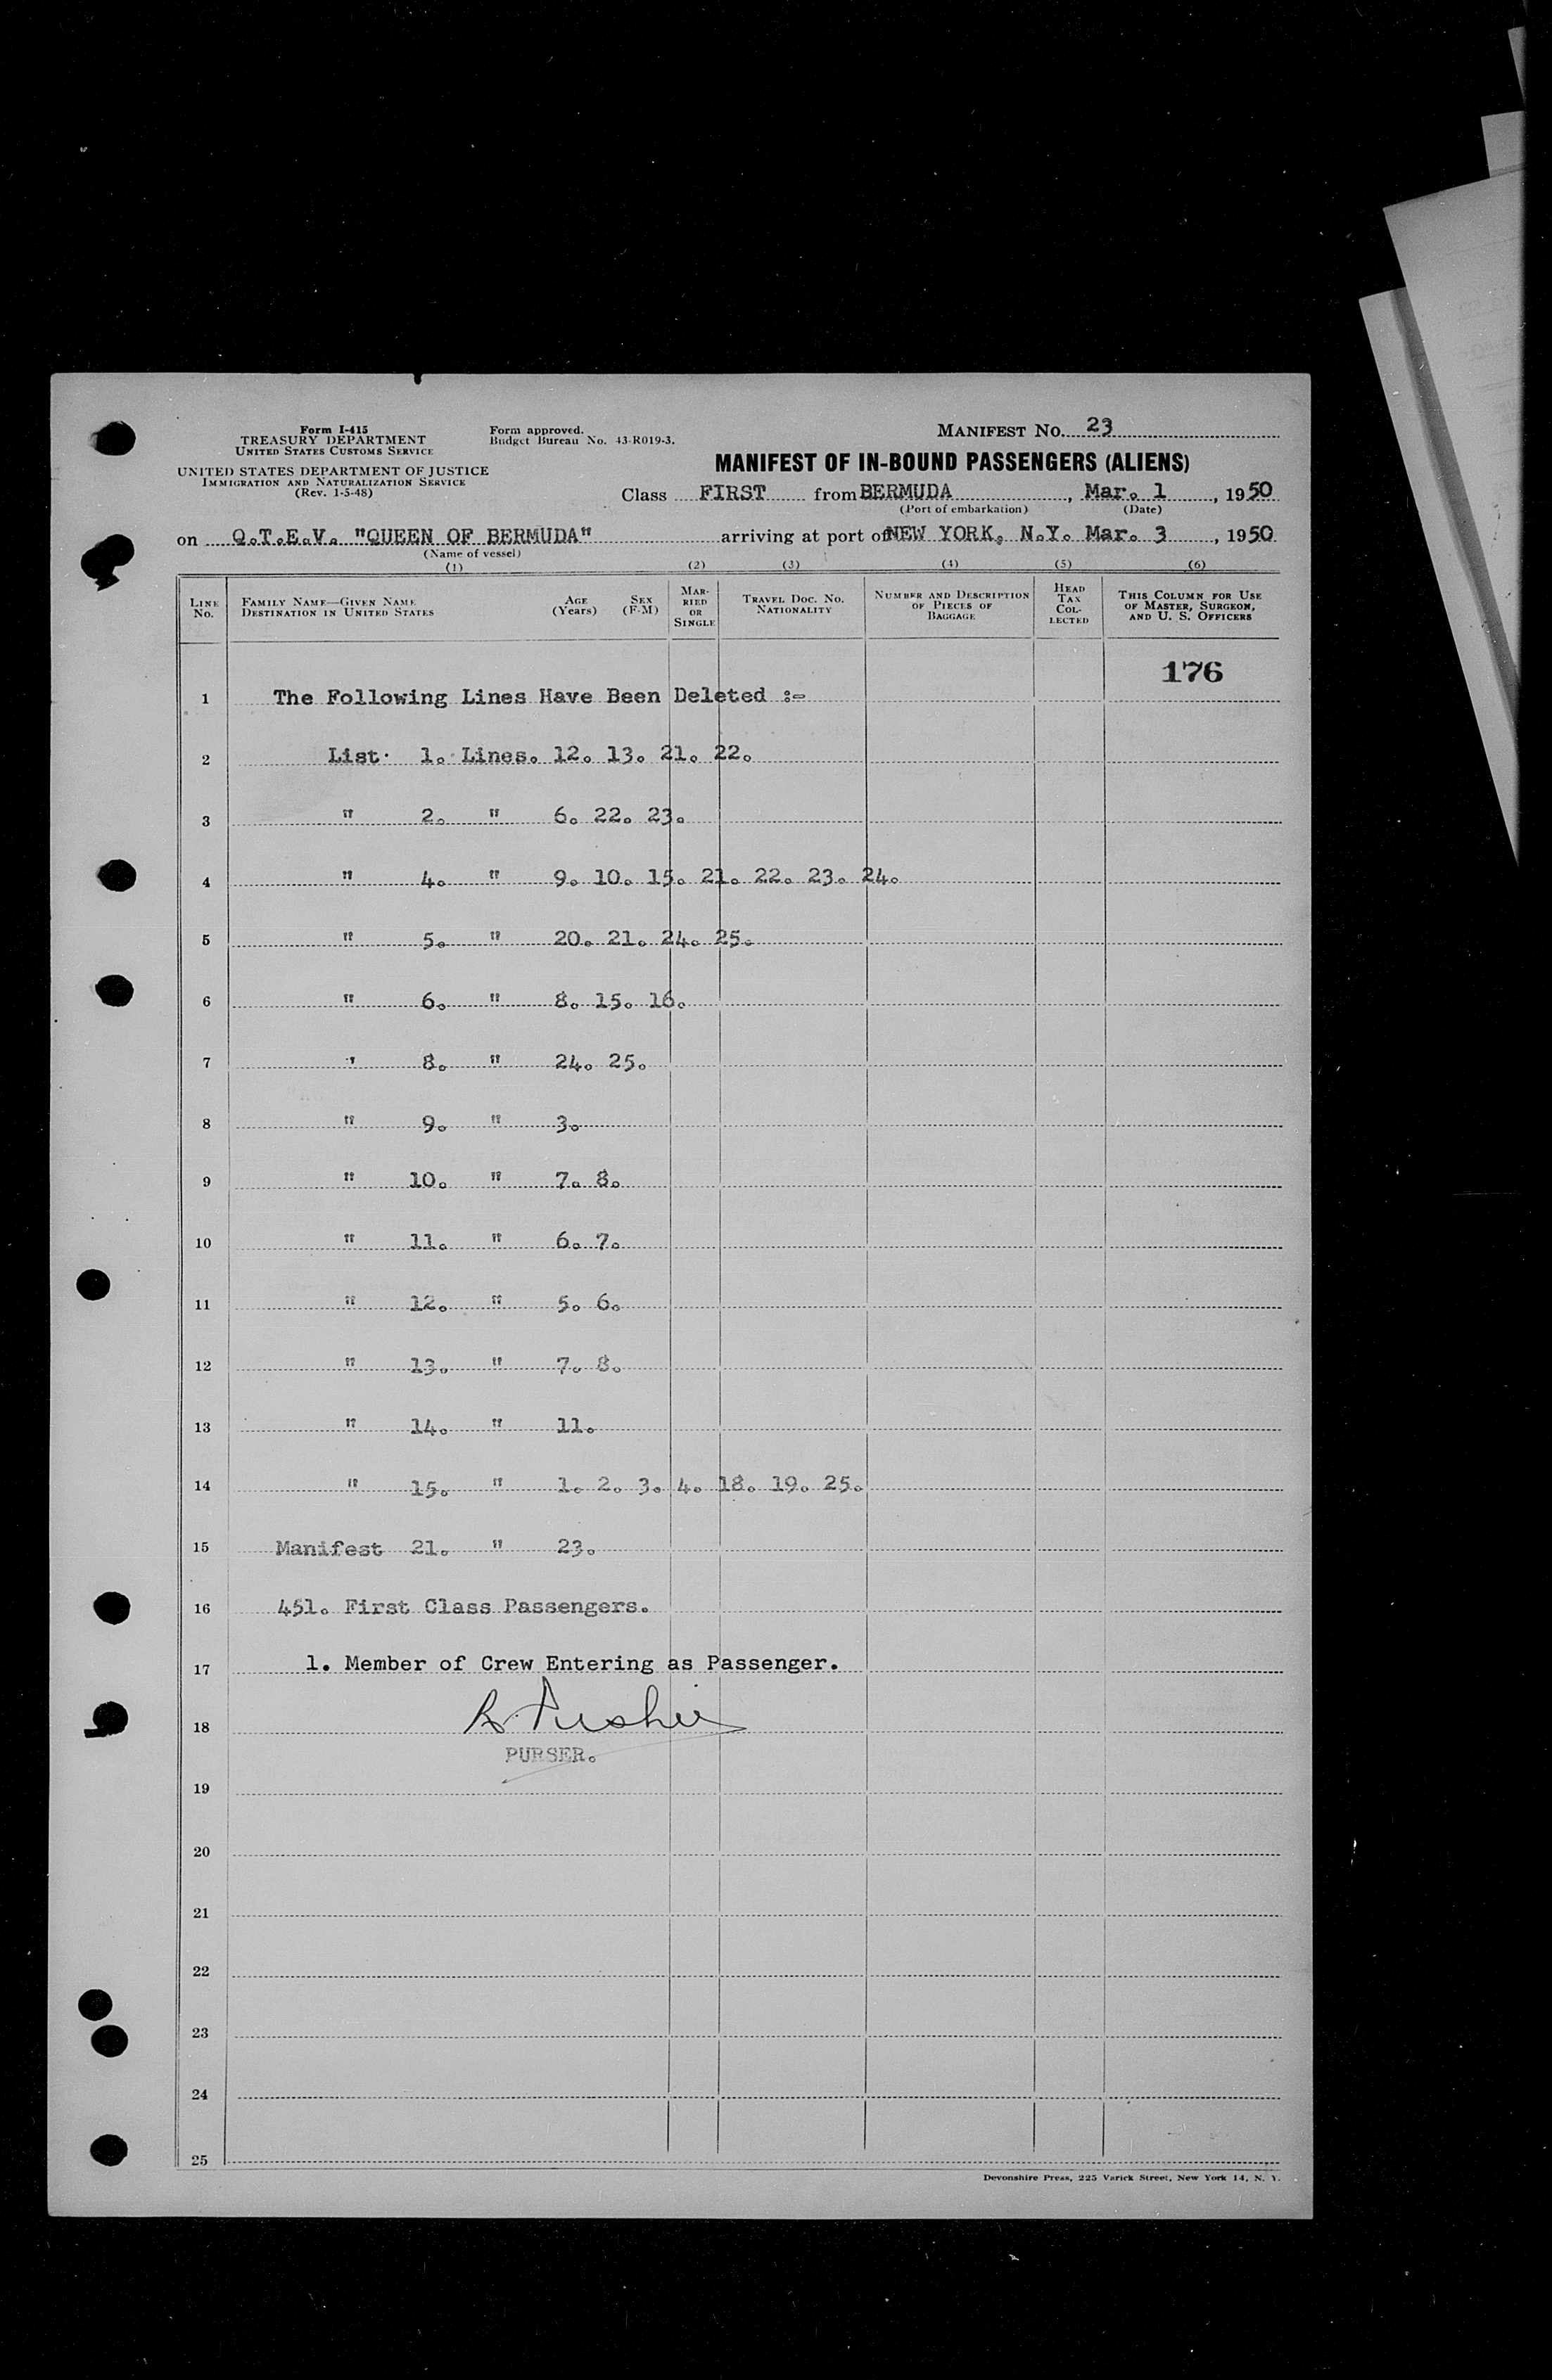 Form I-415
TREASURY DEPARTMENT
UNITED STATES CUSTOMS SERVICE
UNITED STATES DEPARTMENT OF JUSTICE
IMMIGRATION AND NATURALIZATION SERVICE
(Rev. 1-5-48)
Form approved.
Budget Bureau No. 43-R019-3.
MANIFEST NO. 23
MANIFEST OF IN-BOUND PASSENGERS (ALIENS)
Class FIRST from BERMUDA, Mar. 1, 1950
(Port of embarkation) (Date)
on Q.T.E.V. "QUEEN OF BERMUDA" arriving at port of NEW YORK, N.Y. Mar. 3, 1950
(Name of vessel)
(1) (2) (3) (4) (5) (6)
LINE NO.
FAMILY NAME—GIVEN NAME
DESTINATION IN UNITED STATES
AGE (Years)
SEX (F-M)
MARRIED OR SINGLE
TRAVEL DOC. NO.
NATIONALITY
NUMBER AND DESCRIPTION OF PIECES OF BAGGAGE
HEAD TAX COLLECTED
THIS COLUMN FOR USE OF MASTER, SURGEON, AND U. S. OFFICERS
176
1 The Following Lines Have Been Deleted :-
2 List 1. Lines. 12. 13. 21. 22.
3 " 2. " 6. 22. 23.
4 " 4. " 9. 10. 15. 21. 22. 23. 24.
5 " 5. " 20. 21. 24. 25.
6 " 6. " 8. 15. 16.
7 " 8. " 24. 25.
8 " 9. " 3.
9 " 10. " 7. 8.
10 " 11. " 6. 7.
11 " 12. " 5. 6.
12 " 13. " 7. 8.
13 " 14. " 11.
14 " 15. " 1. 2. 3. 4. 18. 19. 25.
15 Manifest 21. " 23.
16 451. First Class Passengers.
17 1. Member of Crew Entering as Passenger.
18
PURSER.
19
20
21
22
23
24
25
Devonshire Press, 225 Varick Street, New York 14, N. Y.